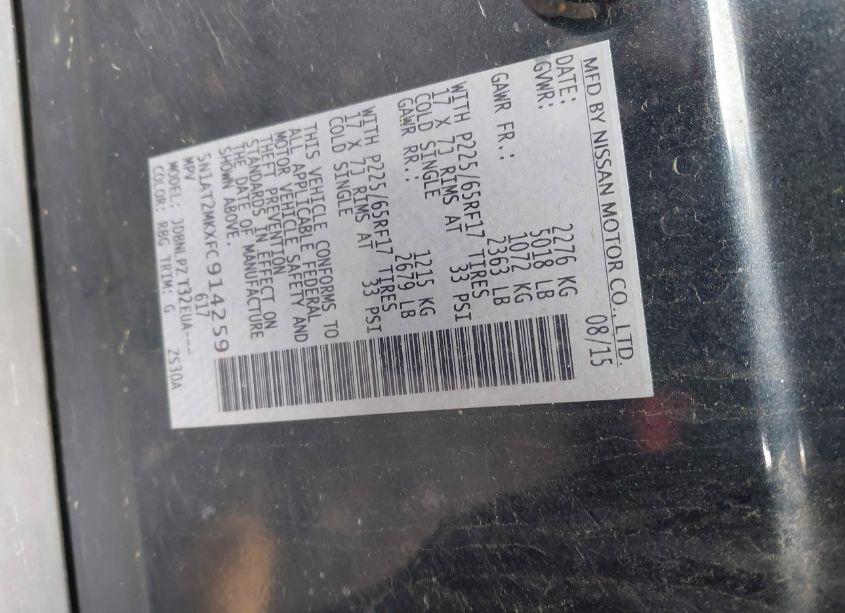 MFD BY NISSAN MOTOR CO., LTD.
DATE: 08/15
GVWR: 2276 KG
5018 LB
GAWR FR.: 1072 KG
2363 LB
WITH P225/65RF17 TIRES
17 X 7J RIMS AT 33 PSI
COLD SINGLE
GAWR RR.: 1215 KG
2679 LB
WITH P225/65RF17 TIRES
17 X 7J RIMS AT 33 PSI
COLD SINGLE
THIS VEHICLE CONFORMS TO
ALL APPLICABLE FEDERAL
MOTOR VEHICLE SAFETY AND
THEFT PREVENTION
STANDARDS IN EFFECT ON
THE DATE OF MANUFACTURE
SHOWN ABOVE.
5N1AT2MKXFC914259
MPV 617
MODEL: JDBNLPZ T32EUA---
COLOR: RBG TRIM: G ZS30A